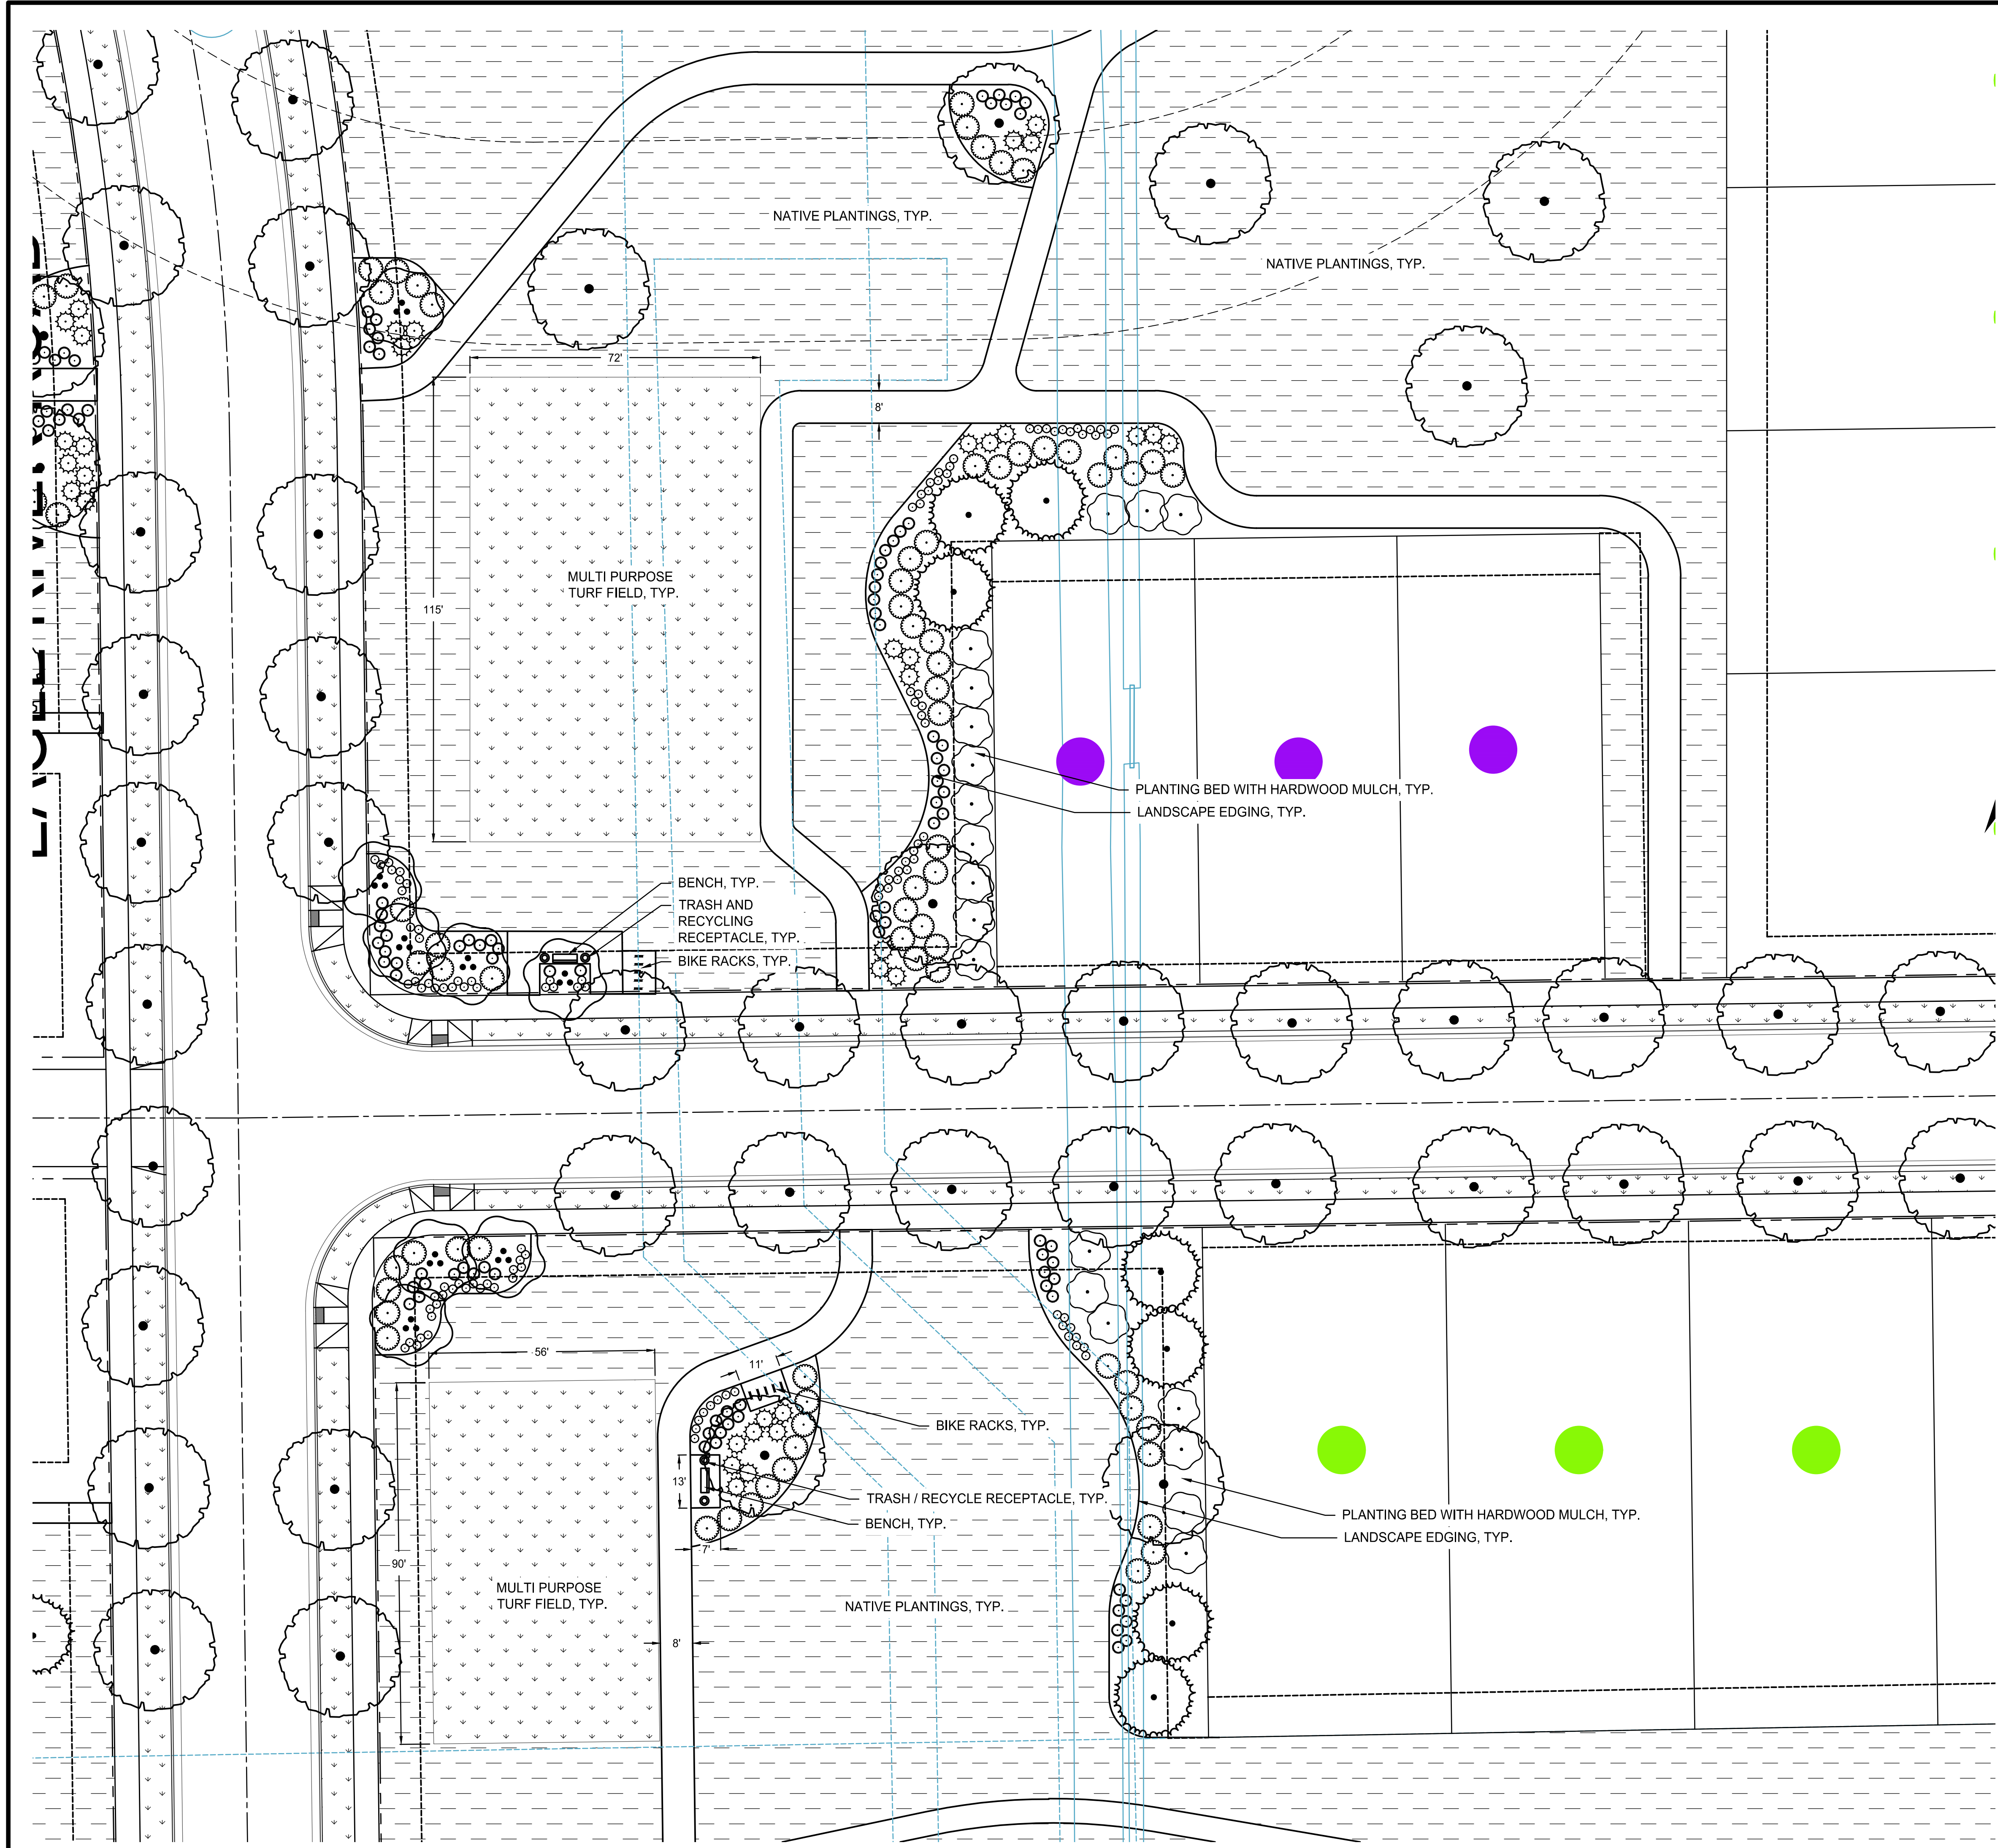 NATIVE PLANTINGS, TYP.
NATIVE PLANTINGS, TYP.
72'
8'
MULTI PURPOSE
TURF FIELD, TYP.
115'
PLANTING BED WITH HARDWOOD MULCH, TYP.
LANDSCAPE EDGING, TYP.
BENCH, TYP.
TRASH AND
RECYCLING
RECEPTACLE, TYP.
BIKE RACKS, TYP.
56'
11'
BIKE RACKS, TYP.
13'
TRASH / RECYCLE RECEPTACLE, TYP.
BENCH, TYP.
7'
PLANTING BED WITH HARDWOOD MULCH, TYP.
LANDSCAPE EDGING, TYP.
90'
MULTI PURPOSE
TURF FIELD, TYP.
NATIVE PLANTINGS, TYP.
8'